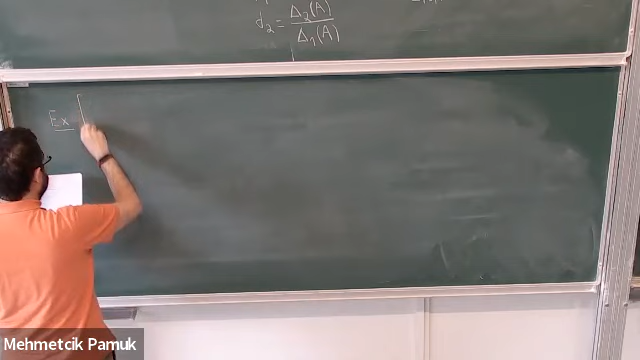 d₂ = Δ₂(A) / Δ₁(A)
Ex [
Mehmetcik Pamuk